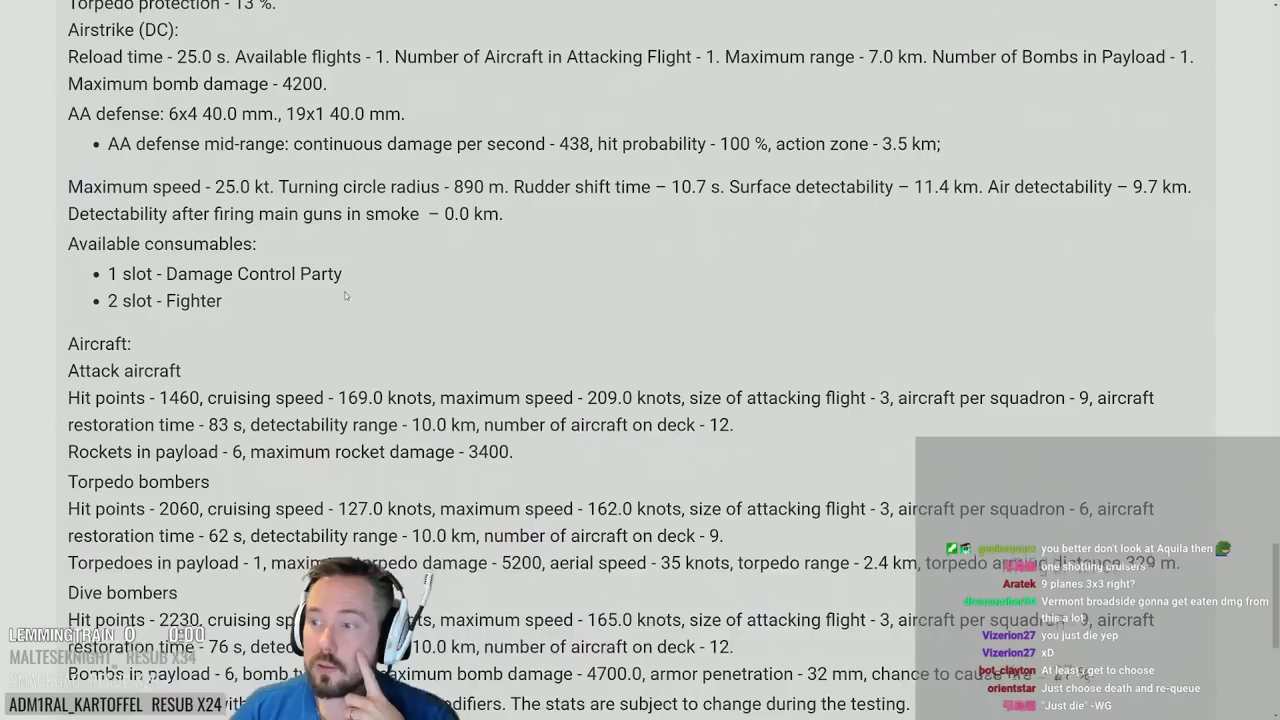 Torpedo protection - 13 %.
Airstrike (DC):
Reload time - 25.0 s. Available flights - 1. Number of Aircraft in Attacking Flight - 1. Maximum range - 7.0 km. Number of Bombs in Payload - 1.
Maximum bomb damage - 4200.
AA defense: 6x4 40.0 mm., 19x1 40.0 mm.
• AA defense mid-range: continuous damage per second - 438, hit probability - 100 %, action zone - 3.5 km;
Maximum speed - 25.0 kt. Turning circle radius - 890 m. Rudder shift time – 10.7 s. Surface detectability – 11.4 km. Air detectability – 9.7 km.
Detectability after firing main guns in smoke – 0.0 km.
Available consumables:
• 1 slot - Damage Control Party
• 2 slot - Fighter
Aircraft:
Attack aircraft
Hit points - 1460, cruising speed - 169.0 knots, maximum speed - 209.0 knots, size of attacking flight - 3, aircraft per squadron - 9, aircraft
restoration time - 83 s, detectability range - 10.0 km, number of aircraft on deck - 12.
Rockets in payload - 6, maximum rocket damage - 3400.
Torpedo bombers
Hit points - 2060, cruising speed - 127.0 knots, maximum speed - 162.0 knots, size of attacking flight - 3, aircraft per squadron - 6, aircraft
restoration time - 62 s, detectability range - 10.0 km, number of aircraft on deck - 9.
Torpedoes in payload - 1, maximum torpedo damage - 5200, aerial speed - 35 knots, torpedo range - 2.4 km, torpedo m.
Dive bombers
Hit points - 2230, cruising maximum speed - 165.0 knots, size of attacking flight - 3, aircraft per squadron - 9, aircraft
restoration time - 76 s, 10.0 km, number of aircraft on deck - 12.
Bombs in payload - 6, bomb maximum bomb damage - 4700.0, armor penetration - 32 mm, chance to cause
modifiers. The stats are subject to change during the testing.
you better don't look at Aquila then
one shotting cruisers
Aratek 9 planes 3x3 right?
Vermont broadside gonna get eaten dmg from
this a lot
Vizerion27 you just die yep
Vizerion27 xD
bot_clayton At least u get to choose
orientstar Just choose death and re-queue
"Just die" -WG
LEMMINGTRAIN 0 0:00
MALTESEKNIGHT_ RESUB X34
ADM1RAL_KARTOFFEL RESUB X24